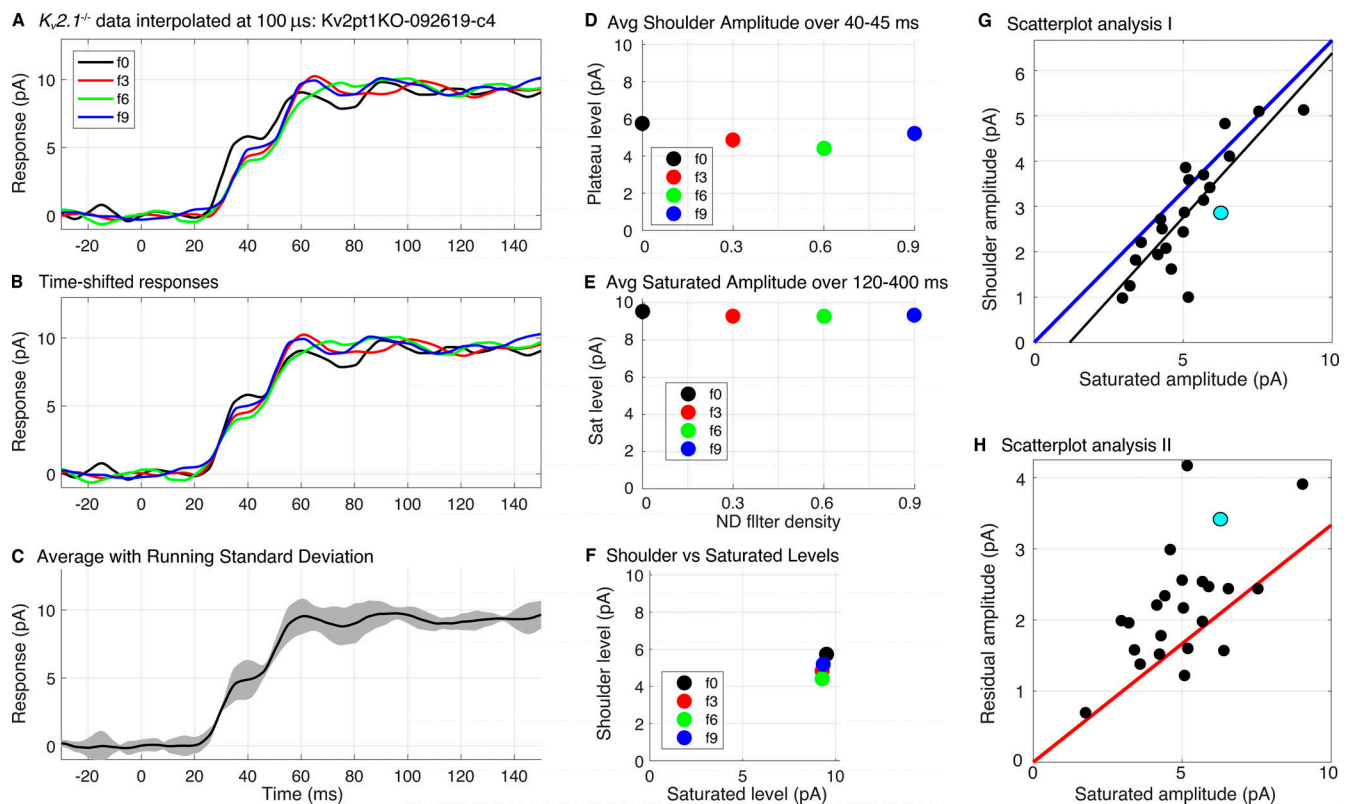 A K_v2.1^-/- data interpolated at 100 µs: Kv2pt1KO-092619-c4
Response (pA)
10
5
0
f0
f3
f6
f9
-20 0 20 40 60 80 100 120 140
B Time-shifted responses
Response (pA)
10
5
0
-20 0 20 40 60 80 100 120 140
C Average with Running Standard Deviation
Response (pA)
10
5
0
-20 0 20 40 60 80 100 120 140
Time (ms)
D Avg Shoulder Amplitude over 40-45 ms
Plateau level (pA)
10
8
6
4
2
0
f0
f3
f6
f9
0 0.3 0.6 0.9
E Avg Saturated Amplitude over 120-400 ms
Sat level (pA)
10
8
6
4
2
0
f0
f3
f6
f9
0 0.3 0.6 0.9
ND fIlter density
F Shoulder vs Saturated Levels
Shoulder level (pA)
10
8
6
4
2
0
f0
f3
f6
f9
0 5 10
Saturated level (pA)
G Scatterplot analysis I
Shoulder amplitude (pA)
6
5
4
3
2
1
0
0 5 10
Saturated amplitude (pA)
H Scatterplot analysis II
Residual amplitude (pA)
4
3
2
1
0
0 5 10
Saturated amplitude (pA)